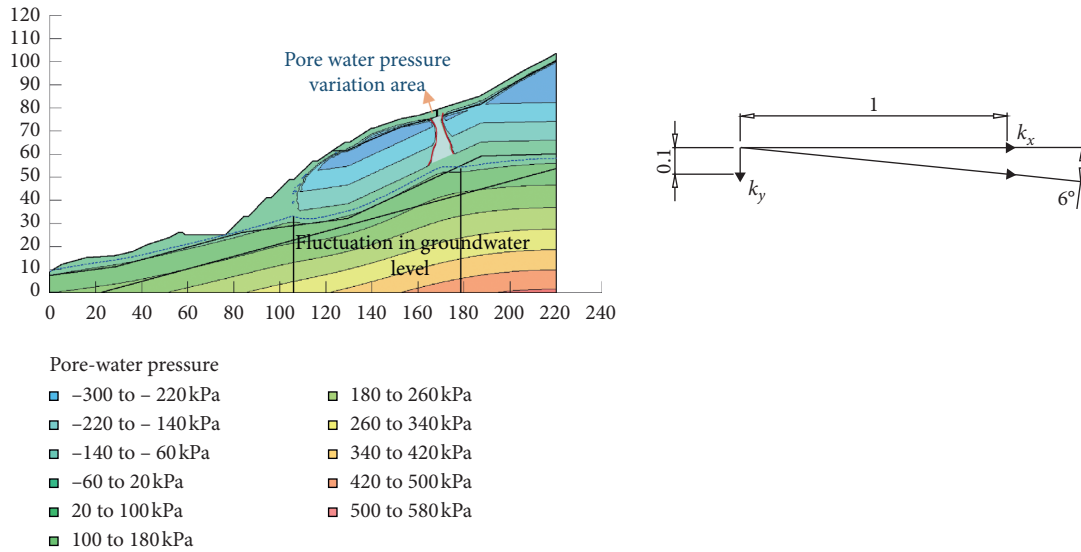 120
110
100
90
80
70
60
50
40
30
20
10
0
Pore water pressure
variation area
Fluctuation in groundwater
level
0 20 40 60 80 100 120 140 160 180 200 220 240
1
0.1
kx
ky
6°
Pore-water pressure
–300 to – 220 kPa
–220 to – 140 kPa
–140 to – 60 kPa
–60 to 20 kPa
20 to 100 kPa
100 to 180 kPa
180 to 260 kPa
260 to 340 kPa
340 to 420 kPa
420 to 500 kPa
500 to 580 kPa